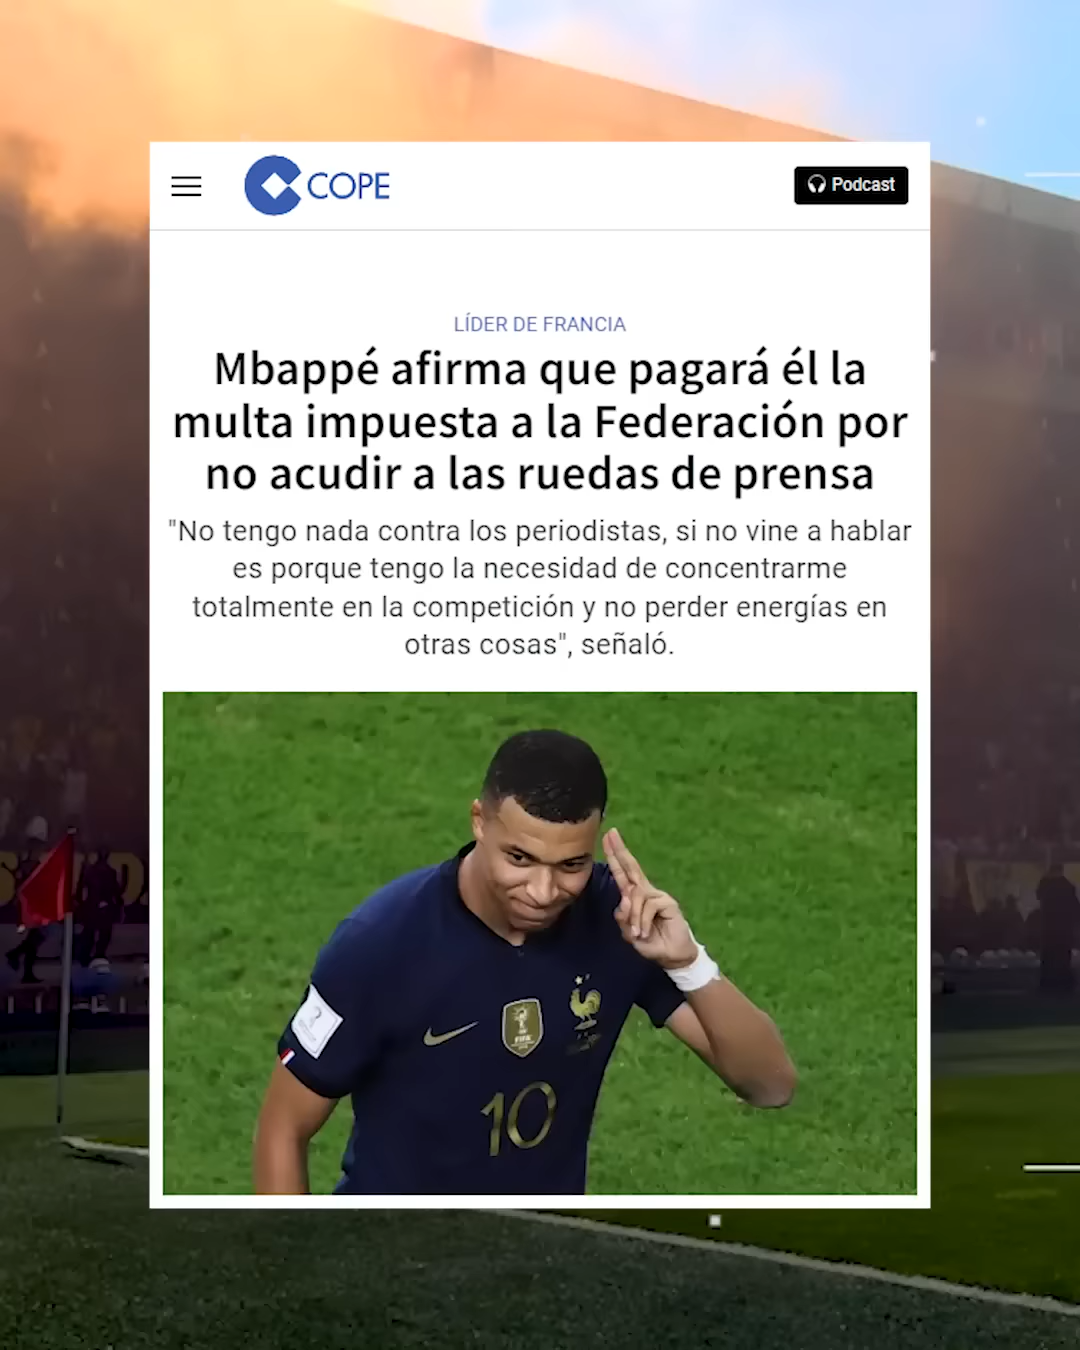 COPE
Podcast
LÍDER DE FRANCIA
Mbappé afirma que pagará él la
multa impuesta a la Federación por
no acudir a las ruedas de prensa
"No tengo nada contra los periodistas, si no vine a hablar
es porque tengo la necesidad de concentrarme
totalmente en la competición y no perder energías en
otras cosas", señaló.
FIFA
10